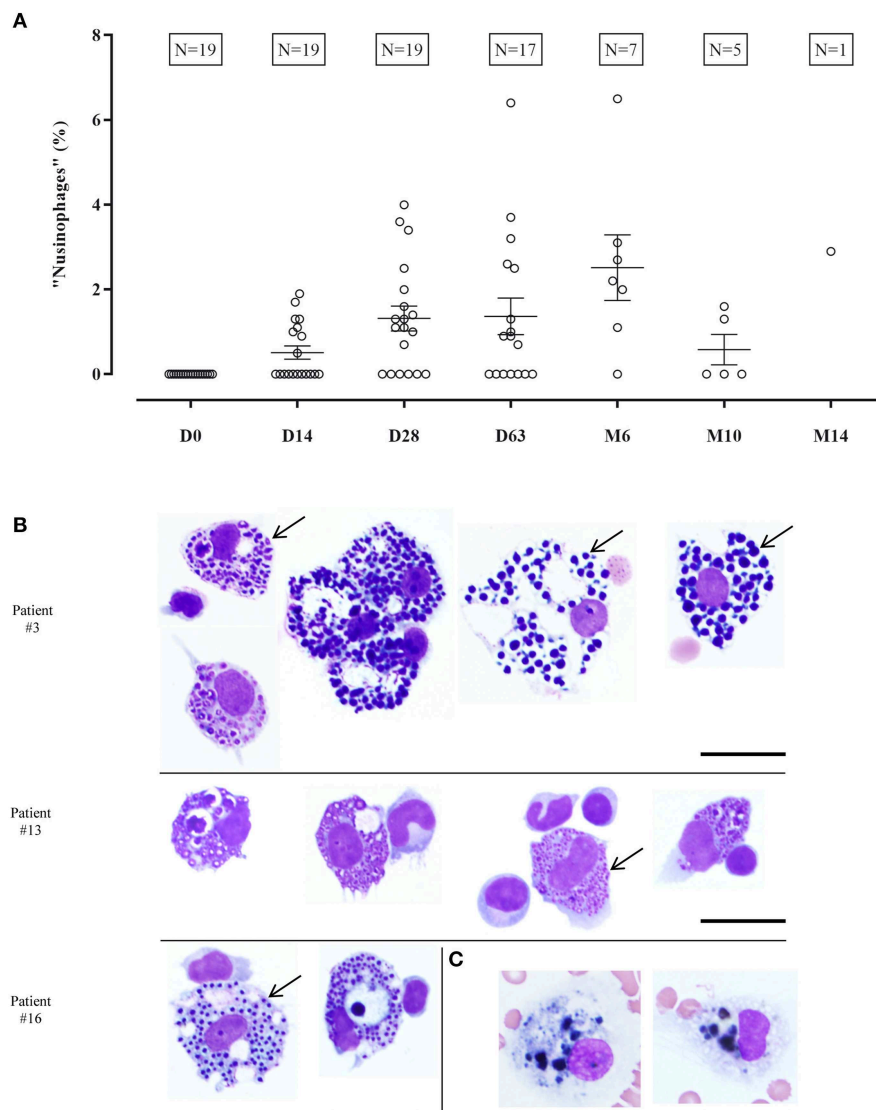 A
8
6
4
2
0
"Nusinophages" (%)
N=19
N=19
N=19
N=17
N=7
N=5
N=1
D0
D14
D28
D63
M6
M10
M14
B
Patient
#3
Patient
#13
Patient
#16
C